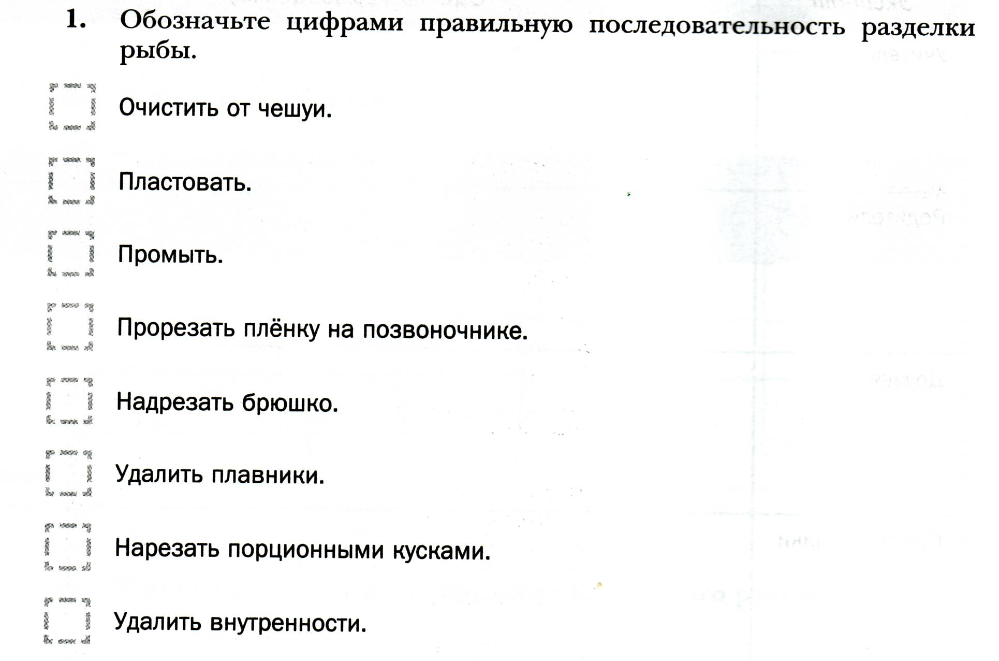 1. Обозначьте цифрами правильную последовательность разделки
рыбы.
Очистить от чешуи.
Пластовать.
Промыть.
Прорезать плёнку на позвоночнике.
Надрезать брюшко.
Удалить плавники.
Нарезать порционными кусками.
Удалить внутренности.